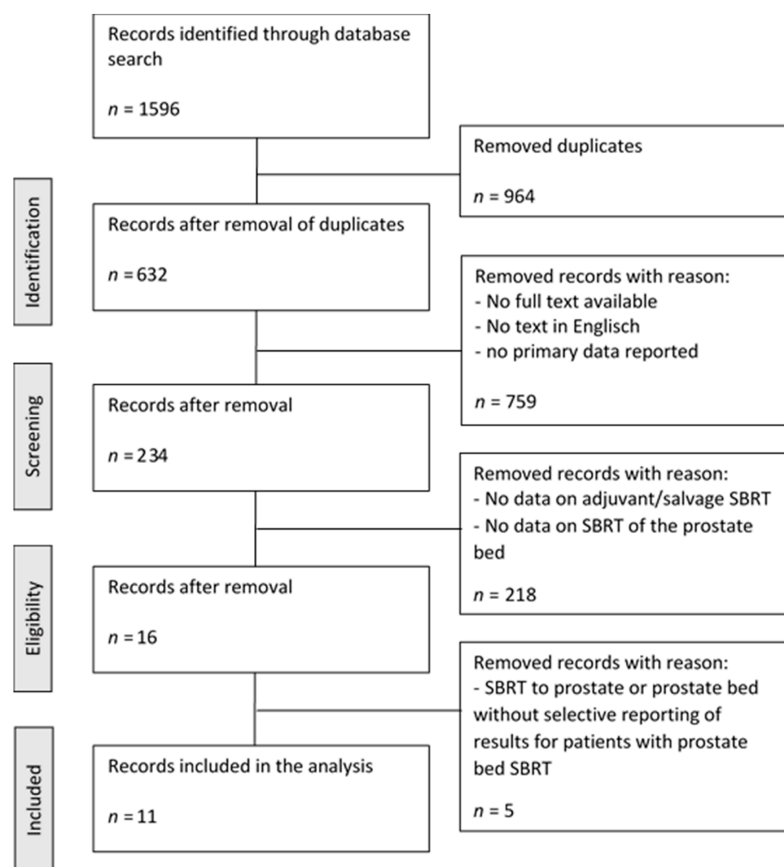 Records identified through database
search
n = 1596
Removed duplicates
n = 964
Identification
Records after removal of duplicates
n = 632
Removed records with reason:
- No full text available
- No text in Englisch
- no primary data reported
n = 759
Screening
Records after removal
n = 234
Removed records with reason:
- No data on adjuvant/salvage SBRT
- No data on SBRT of the prostate
bed
n = 218
Eligibility
Records after removal
n = 16
Removed records with reason:
- SBRT to prostate or prostate bed
without selective reporting of
results for patients with prostate
bed SBRT
n = 5
Included
Records included in the analysis
n = 11